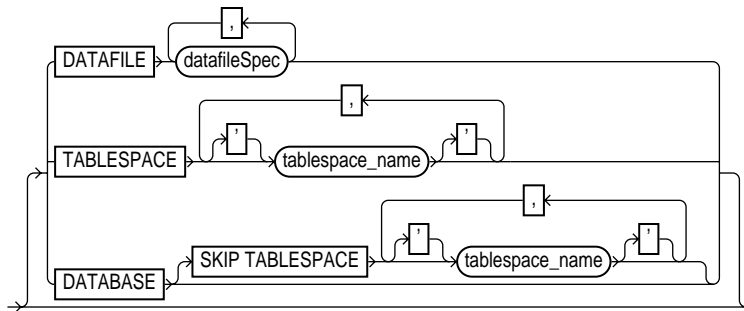 ,
DATAFILE datafileSpec
,
TABLESPACE ' tablespace_name '
,
SKIP TABLESPACE ' tablespace_name '
DATABASE